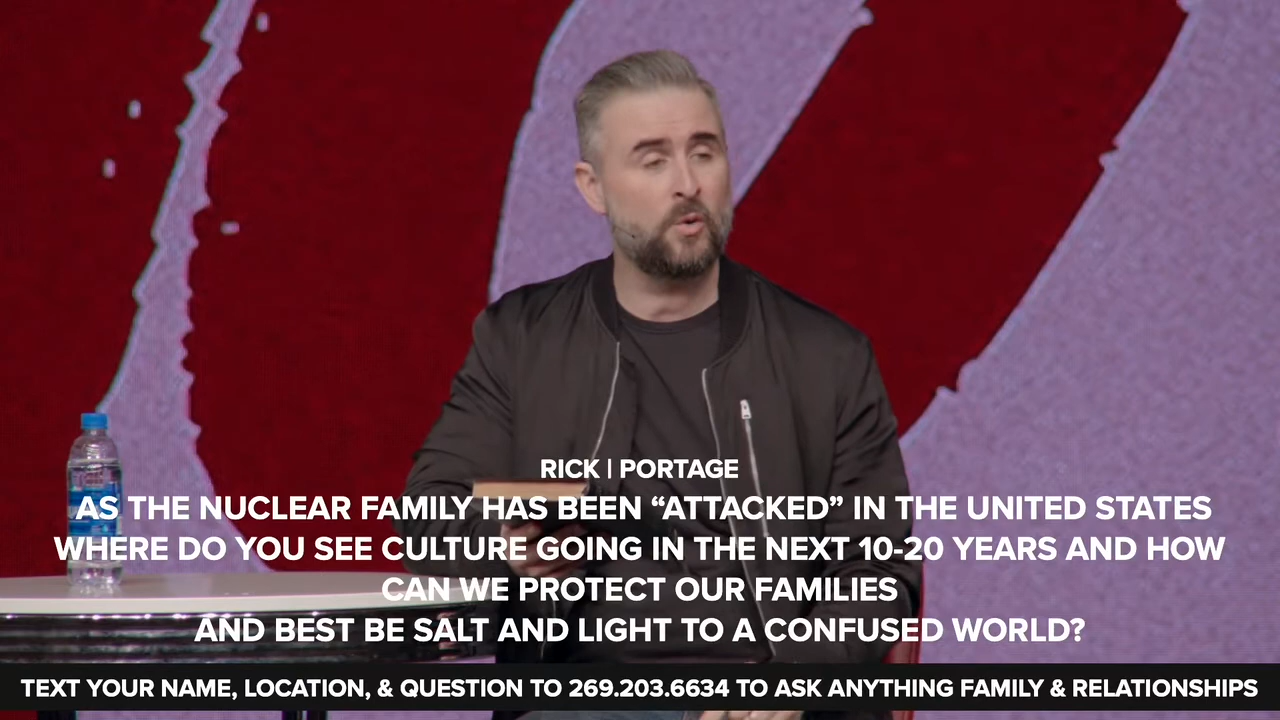 RICK | PORTAGE
AS THE NUCLEAR FAMILY HAS BEEN “ATTACKED” IN THE UNITED STATES
WHERE DO YOU SEE CULTURE GOING IN THE NEXT 10-20 YEARS AND HOW
CAN WE PROTECT OUR FAMILIES
AND BEST BE SALT AND LIGHT TO A CONFUSED WORLD?
TEXT YOUR NAME, LOCATION, & QUESTION TO 269.203.6634 TO ASK ANYTHING FAMILY & RELATIONSHIPS